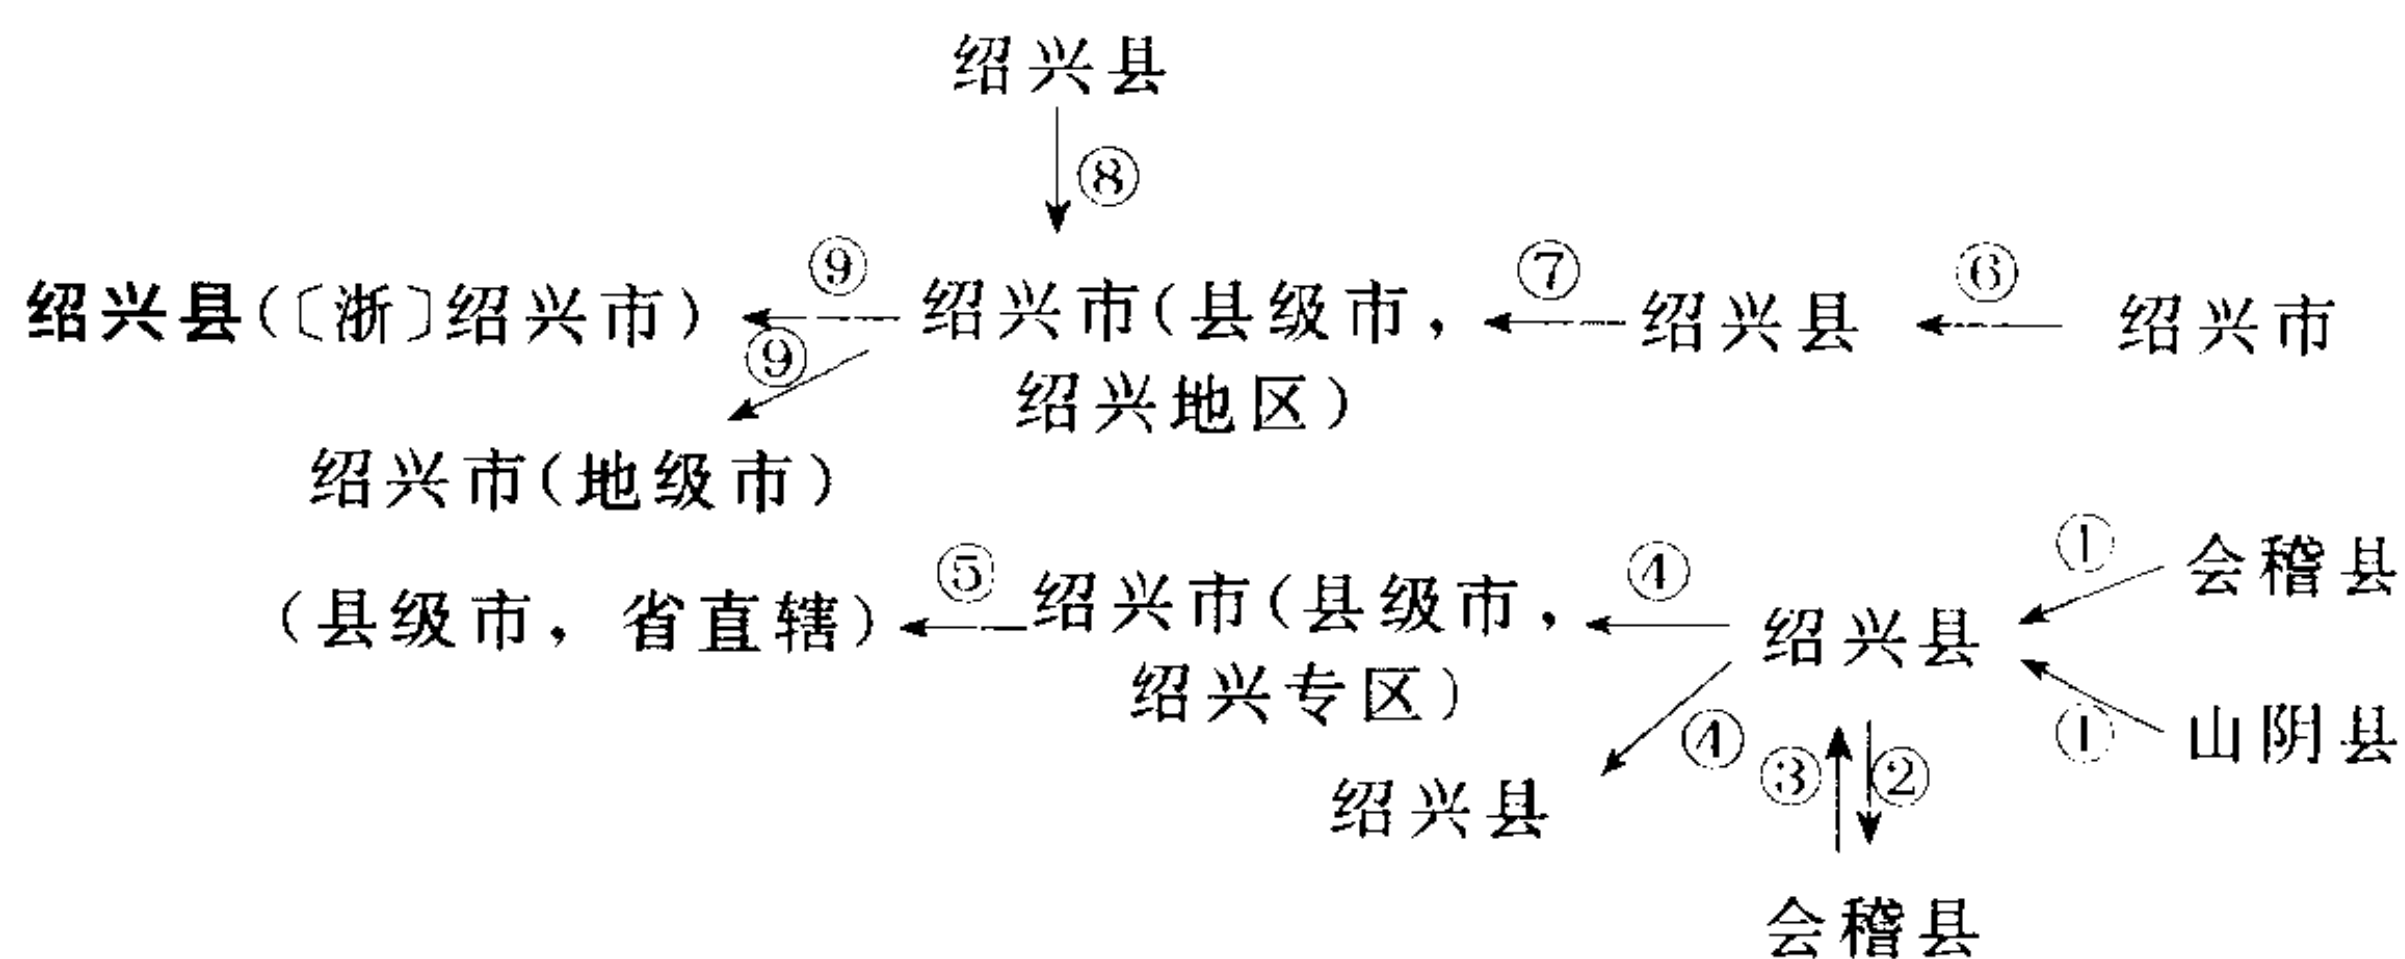 绍兴县
⑧
绍兴县(〔浙〕绍兴市)
⑨
绍兴市(县级市，
绍兴地区)
⑦
绍兴县
⑥
绍兴市
⑨
绍兴市(地级市)
(县级市，省直辖)
⑤
绍兴市(县级市，
绍兴专区)
④
绍兴县
①
会稽县
①
山阴县
④
绍兴县
③
②
会稽县